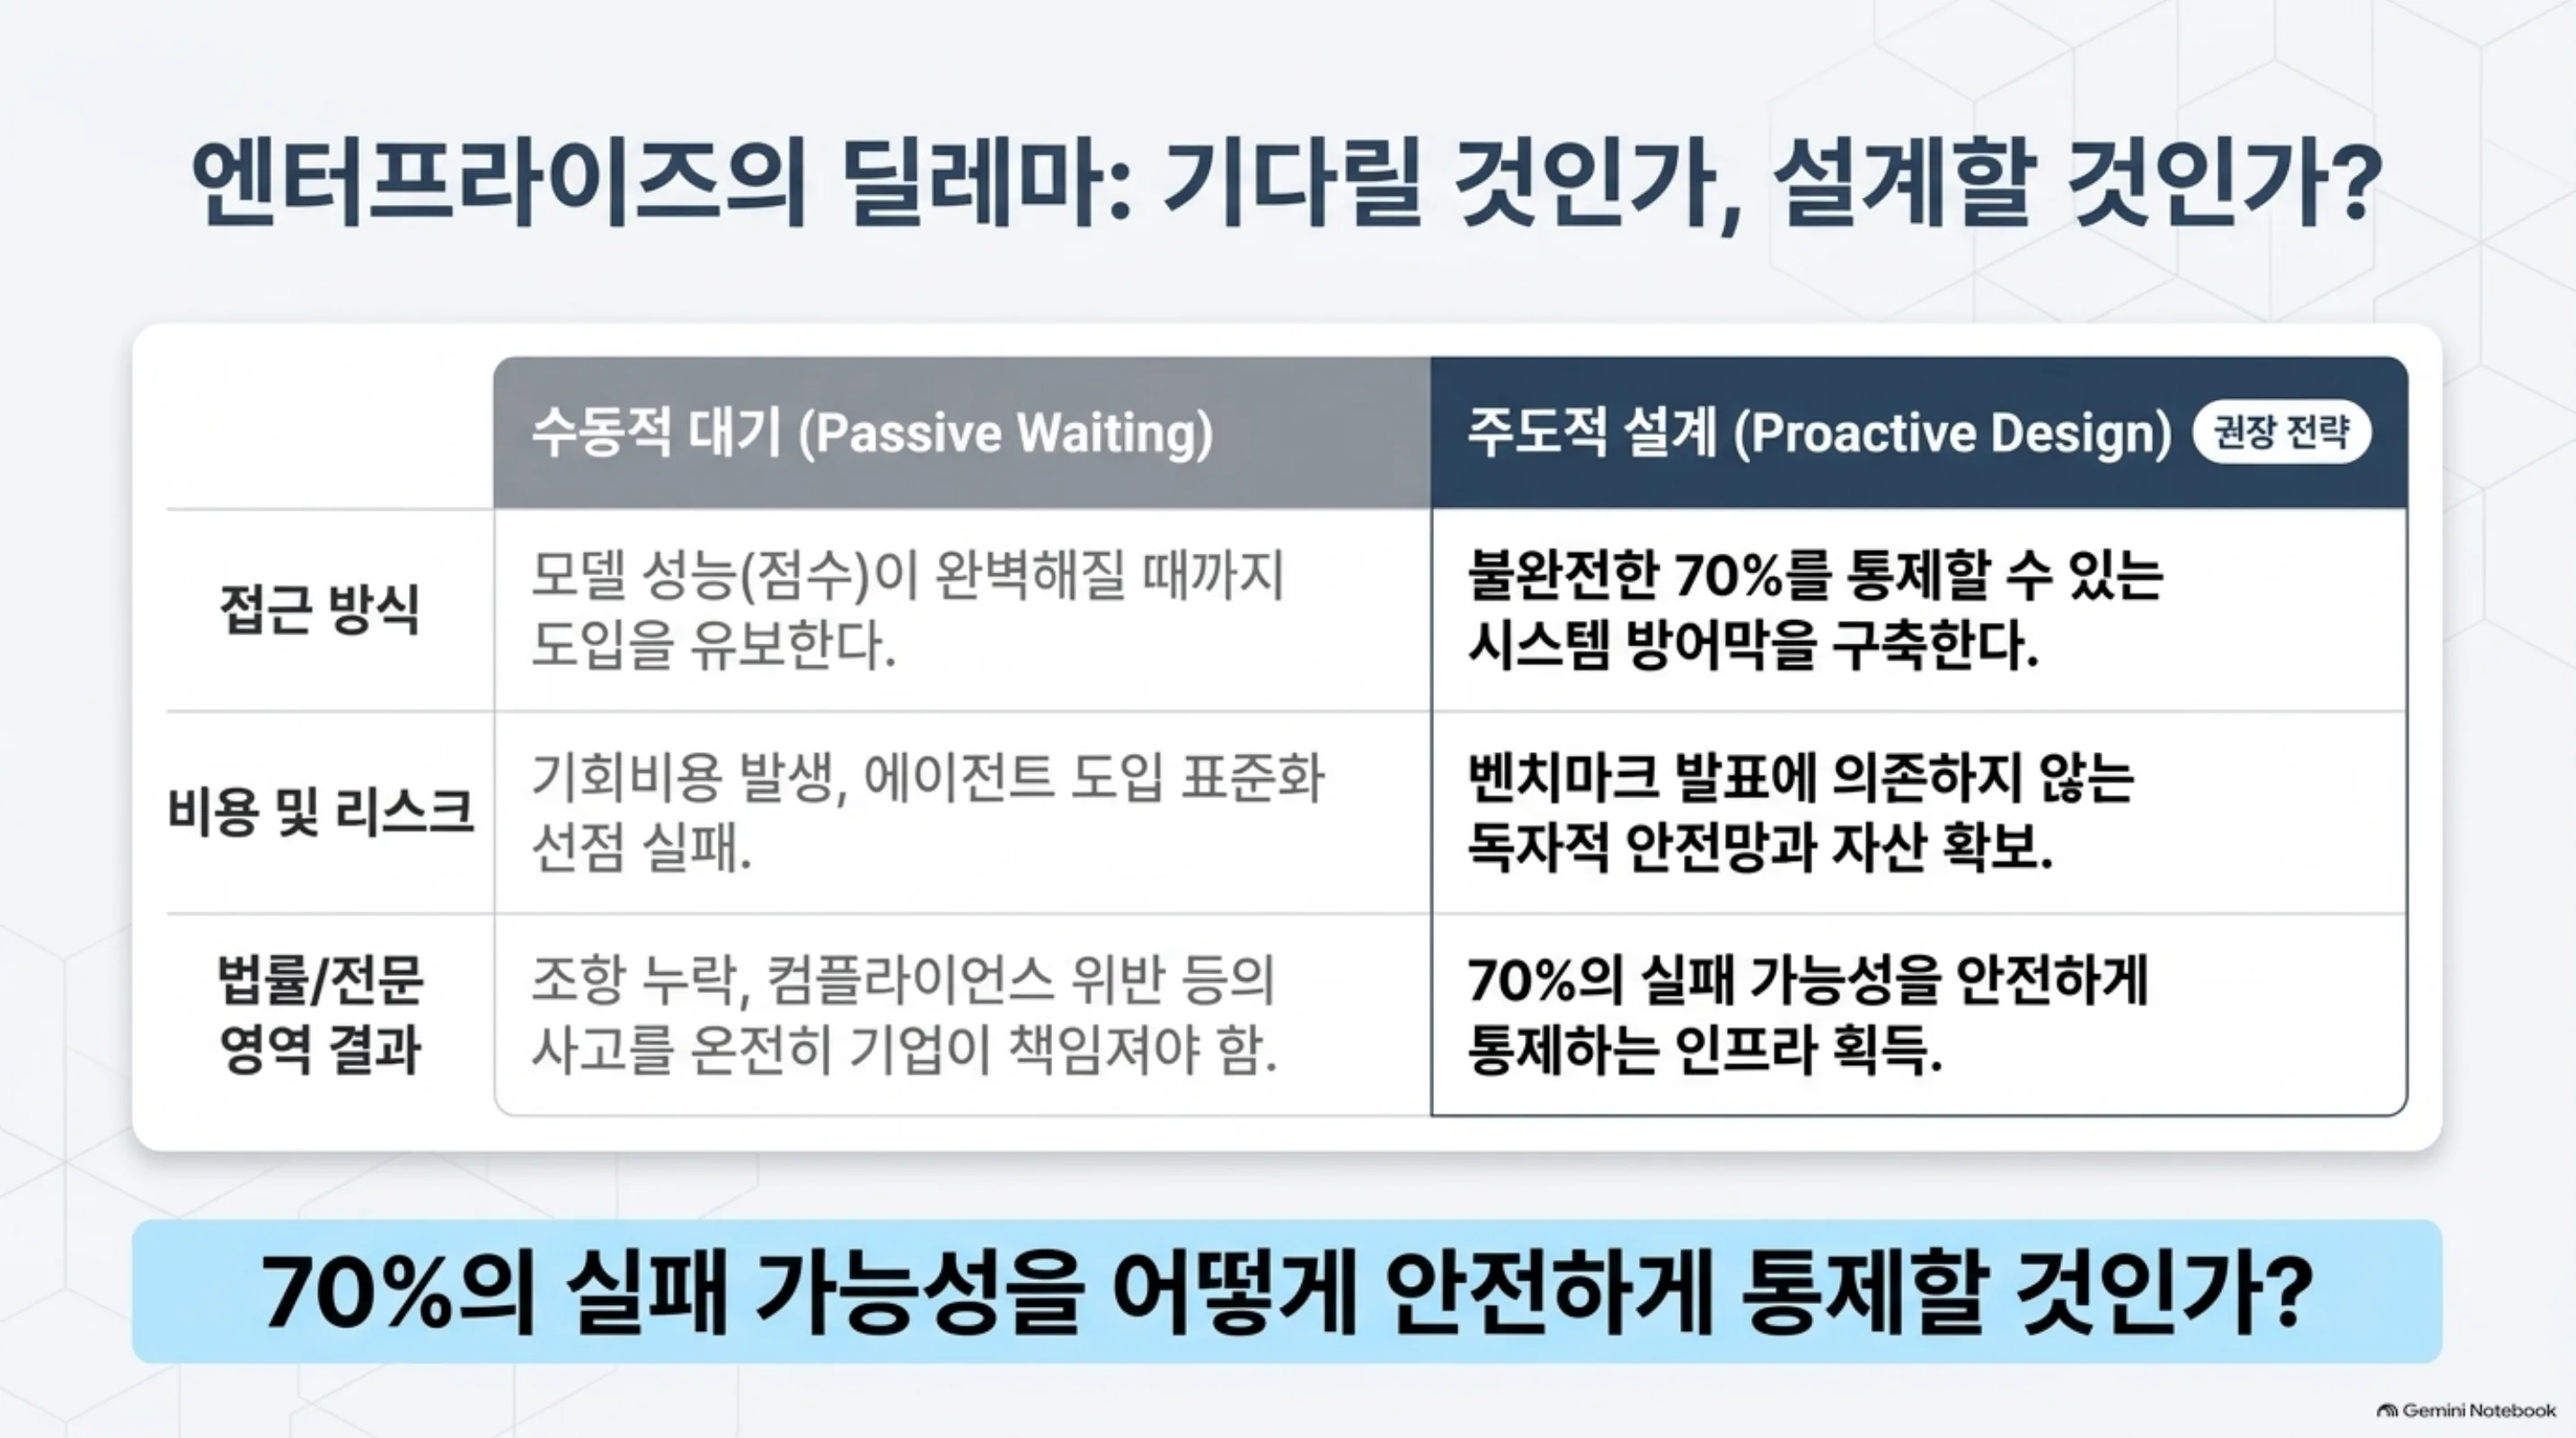 엔터프라이즈의 딜레마: 기다릴 것인가, 설계할 것인가?
수동적 대기 (Passive Waiting)
주도적 설계 (Proactive Design)
권장 전략
접근 방식
모델 성능(점수)이 완벽해질 때까지
도입을 유보한다.
불완전한 70%를 통제할 수 있는
시스템 방어막을 구축한다.
비용 및 리스크
기회비용 발생, 에이전트 도입 표준화
선점 실패.
벤치마크 발표에 의존하지 않는
독자적 안전망과 자산 확보.
법률/전문
영역 결과
조항 누락, 컴플라이언스 위반 등의
사고를 온전히 기업이 책임져야 함.
70%의 실패 가능성을 안전하게
통제하는 인프라 획득.
70%의 실패 가능성을 어떻게 안전하게 통제할 것인가?
Gemini Notebook